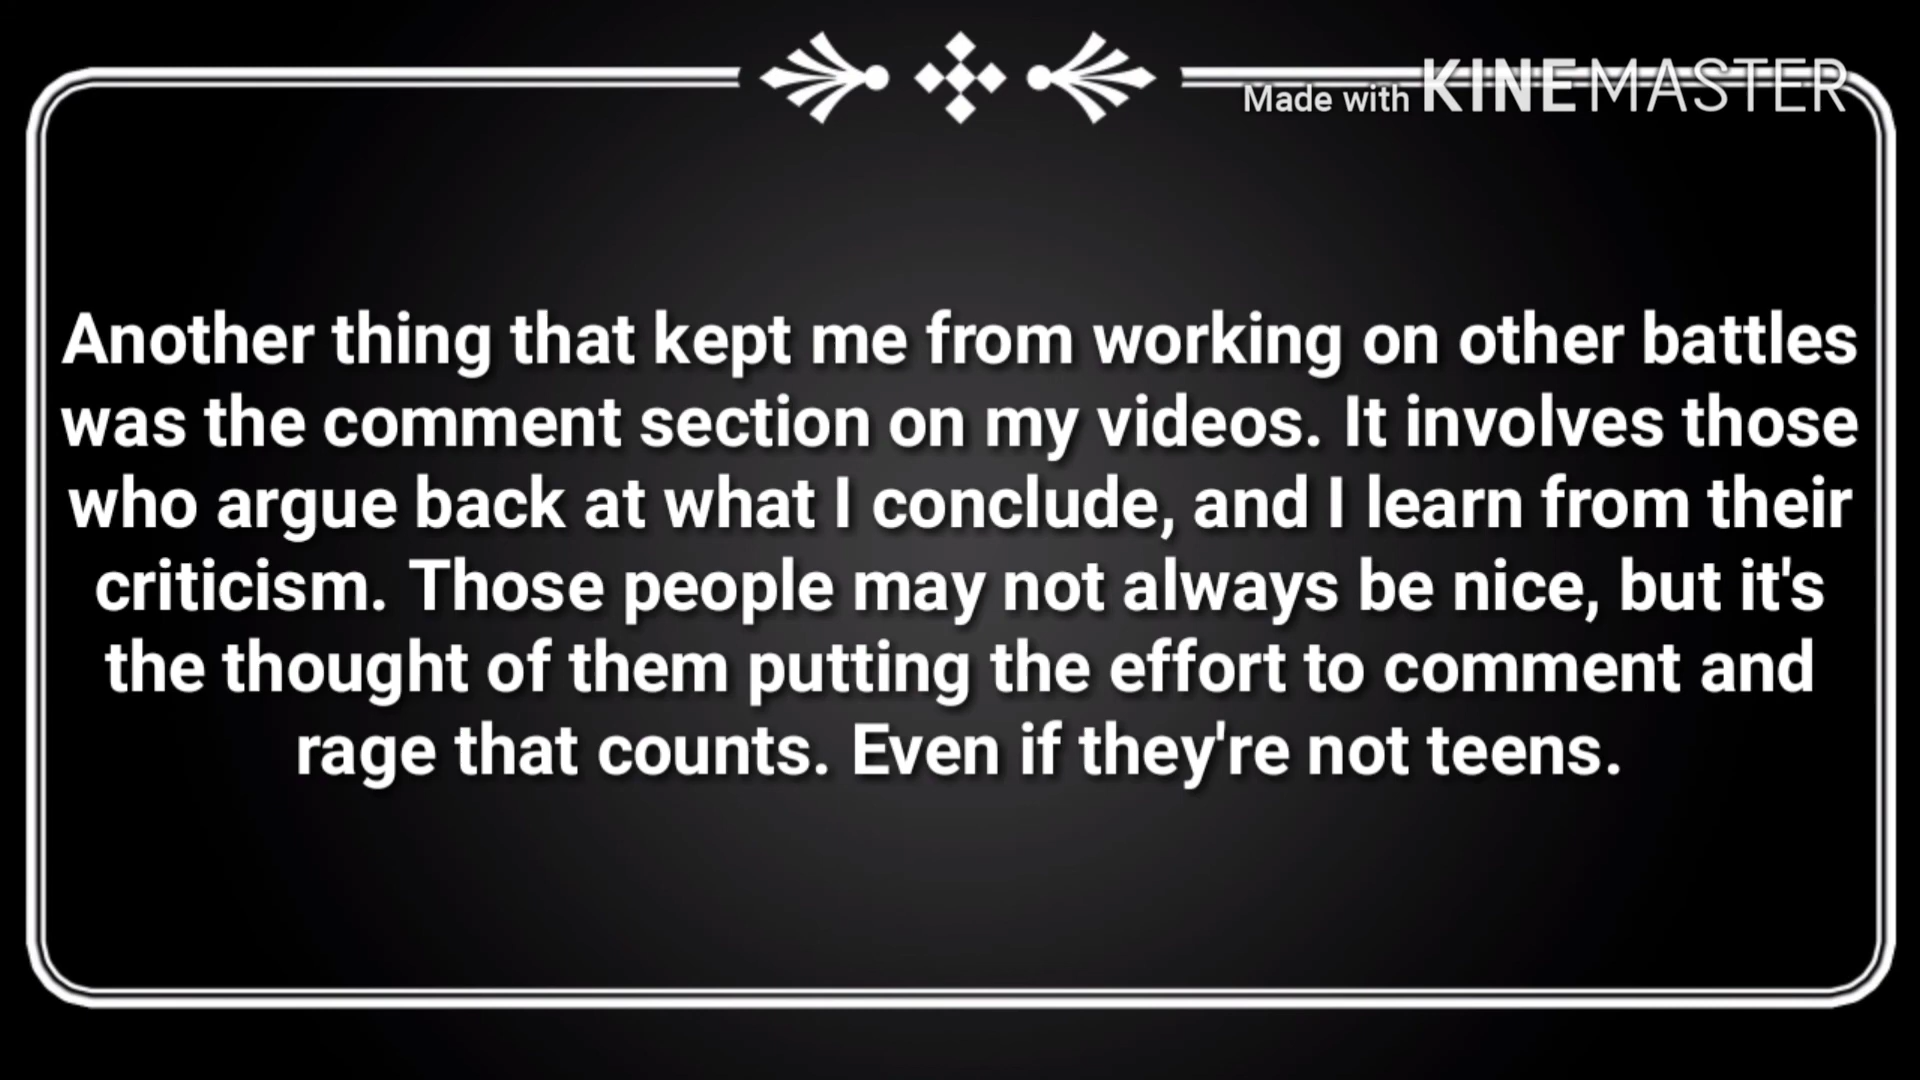 Made with KINEMASTER
Another thing that kept me from working on other battles
was the comment section on my videos. It involves those
who argue back at what I conclude, and I learn from their
criticism. Those people may not always be nice, but it's
the thought of them putting the effort to comment and
rage that counts. Even if they're not teens.